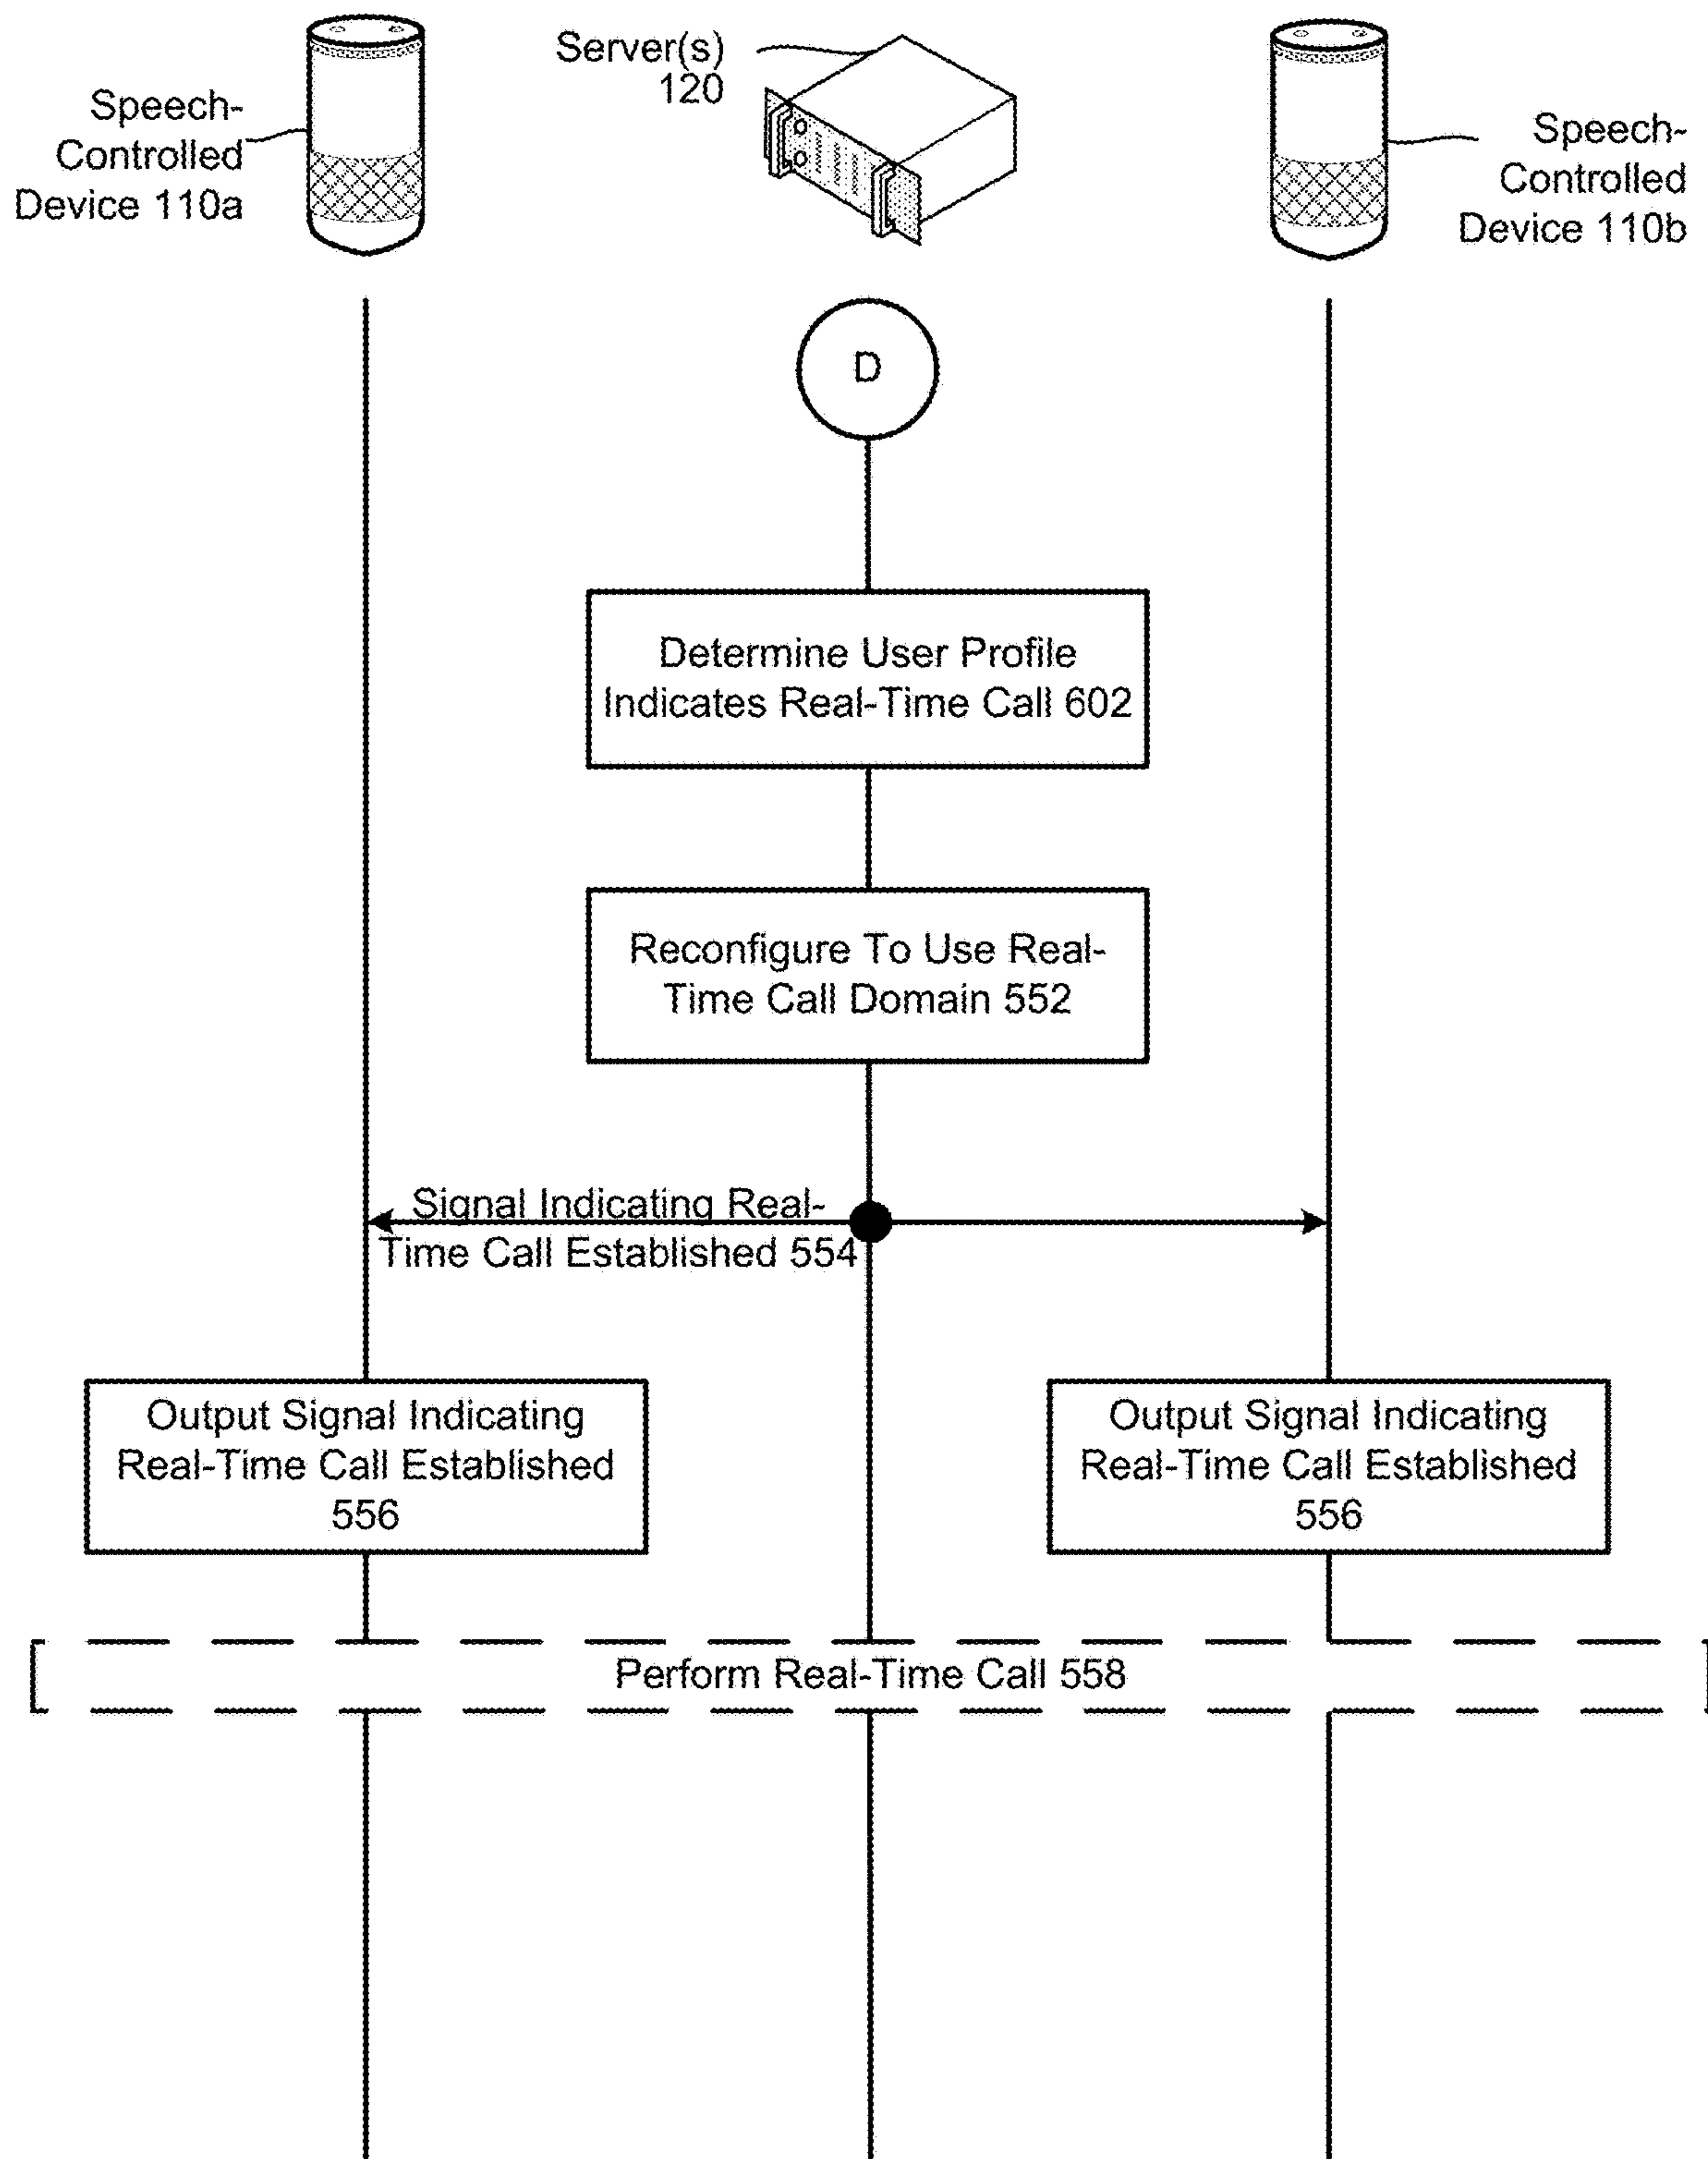 Speech-
Controlled
Device 110a
Server(s)
120
Speech-
Controlled
Device 110b
D
Determine User Profile
Indicates Real-Time Call 602
Reconfigure To Use Real-
Time Call Domain 552
Signal Indicating Real-
Time Call Established 554
Output Signal Indicating
Real-Time Call Established
556
Output Signal Indicating
Real-Time Call Established
556
Perform Real-Time Call 558